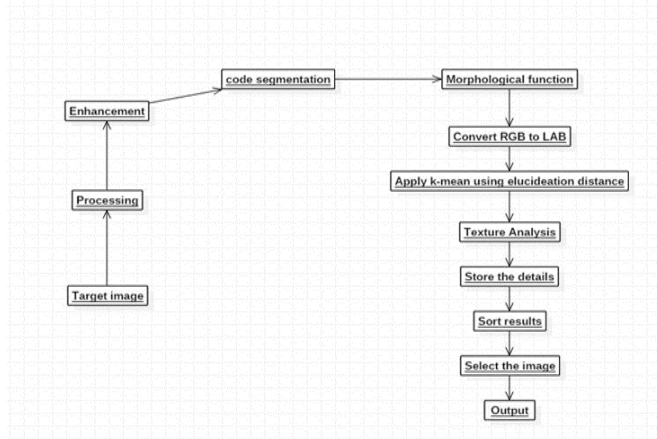 code segmentation
Morphological function
Enhancement
Convert RGB to LAB
Apply k-mean using elucideation distance
Processing
Texture Analysis
Store the details
Target image
Sort results
Select the image
Output